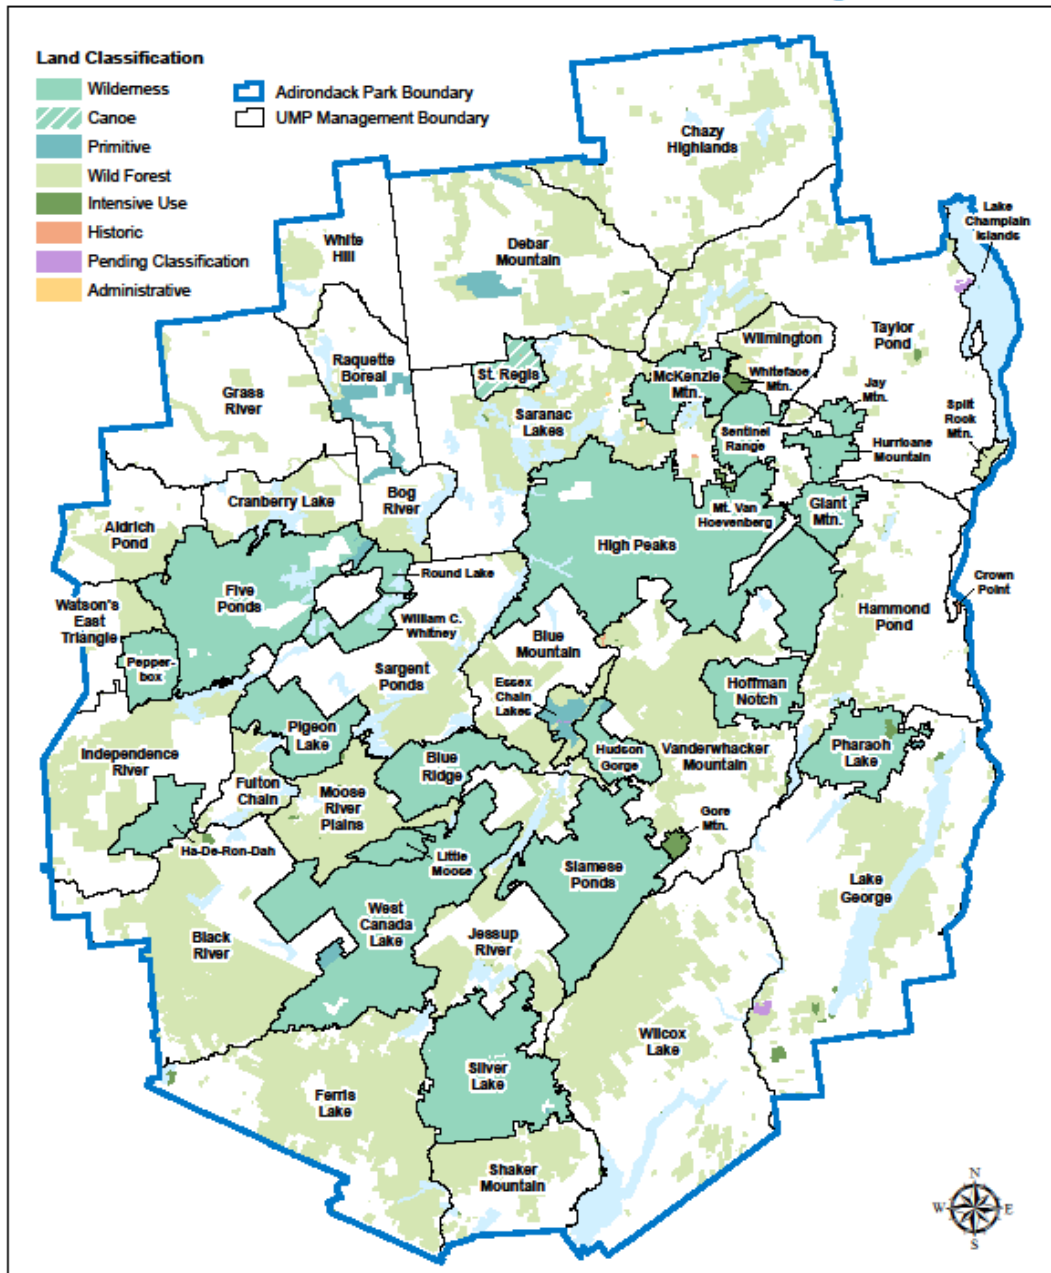 Land Classification
Wilderness
Canoe
Primitive
Wild Forest
Intensive Use
Historic
Pending Classification
Administrative
Adirondack Park Boundary
UMP Management Boundary
Chazy
Highlands
Lake
Champlain
Islands
White
Hill
Debar
Mountain
Taylor
Pond
Wilmington
Whiteface
Mtn.
Raquette
Boreal
St. Regis
McKenzie
Mtn.
Jay
Mtn.
Grass
River
Saranac
Lakes
Sentinel
Range
Split
Rock
Mtn.
Hurricane
Mountain
Cranberry Lake
Bog
River
Mt. Van
Hoevenberg
Giant
Mtn.
Aldrich
Pond
High Peaks
Round Lake
Crown
Point
Five
Ponds
Watson's
East
Triangle
William C.
Whitney
Hammond
Pond
Blue
Mountain
Pepper-
box
Sargent
Ponds
Essex
Chain
Lakes
Hoffman
Notch
Pigeon
Lake
Independence
River
Blue
Ridge
Hudson
Gorge
Vanderwhacker
Mountain
Pharaoh
Lake
Fulton
Chain
Moose
River
Plains
Gore
Mtn.
Ha-De-Ron-Dah
Little
Moose
Siamese
Ponds
Lake
George
West
Canada
Lake
Black
River
Jessup
River
Wilcox
Lake
Silver
Lake
Ferris
Lake
Shaker
Mountain
N
W E
S